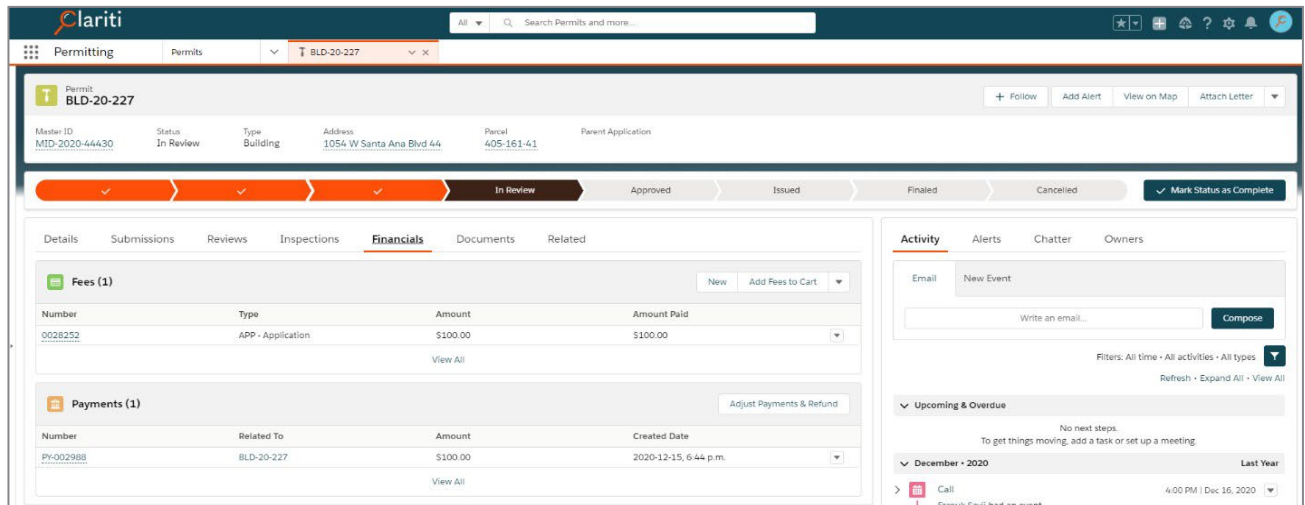 Clariti
All Search Permits and more...
Permitting Permits BLD-20-227
Permit
BLD-20-227
+ Follow Add Alert View on Map Attach Letter
Master ID Status Type Address Parcel Parent Application
MID-2020-44430 In Review Building 1054 W Santa Ana Blvd 44 405-161-41
In Review Approved Issued Finaled Cancelled Mark Status as Complete
Details Submissions Reviews Inspections Financials Documents Related
Activity Alerts Chatter Owners
Fees (1) New Add Fees to Cart
Number Type Amount Amount Paid
0028252 APP - Application $100.00 $100.00
View All
Payments (1) Adjust Payments & Refund
Number Related To Amount Created Date
PY-002988 BLD-20-227 $100.00 2020-12-15, 6:44 p.m.
View All
Email New Event
Write an email... Compose
Filters: All time • All activities • All types
Refresh • Expand All • View All
Upcoming & Overdue
No next steps.
To get things moving, add a task or set up a meeting.
December • 2020 Last Year
Call 4:00 PM | Dec 16, 2020
had an event